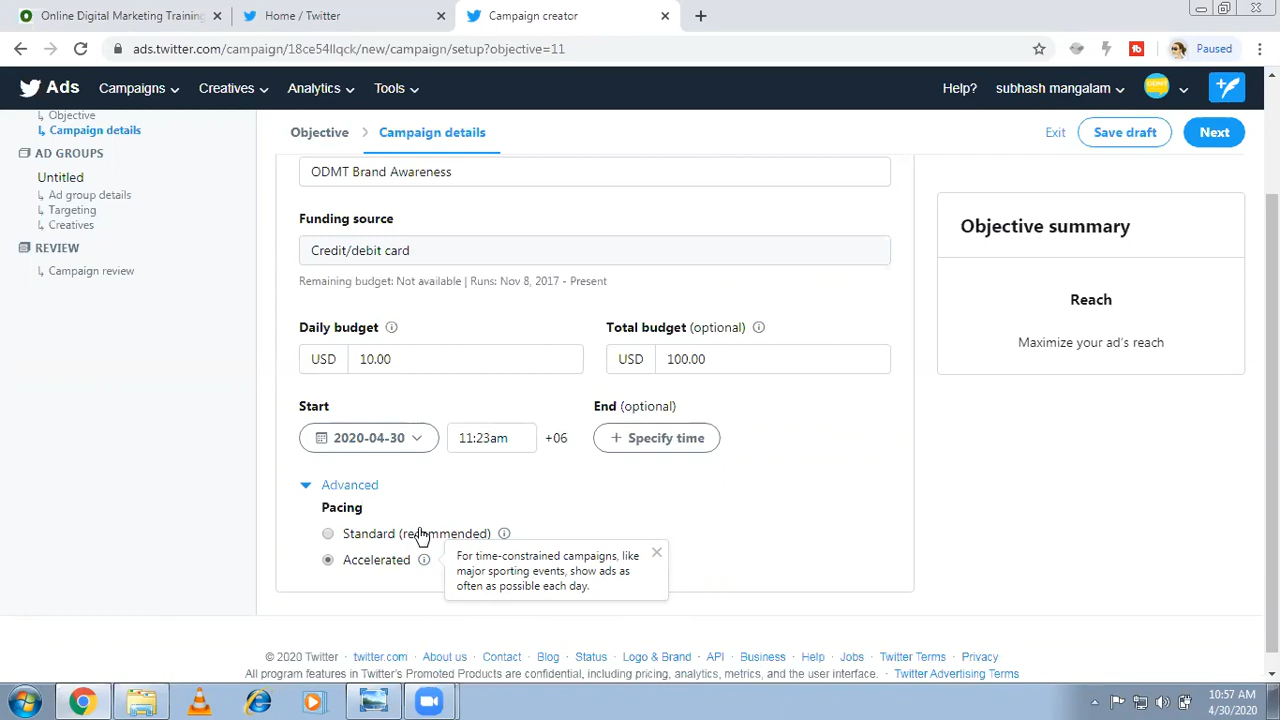 Online Digital Marketing Training
Home / Twitter
Campaign creator
ads.twitter.com/campaign/18ce54llqck/new/campaign/setup?objective=11
Paused
Ads
Campaigns
Creatives
Analytics
Tools
Help?
subhash mangalam
Objective
Campaign details
AD GROUPS
Untitled
Ad group details
Targeting
Creatives
REVIEW
Campaign review
Objective
Campaign details
Exit
Save draft
Next
ODMT Brand Awareness
Funding source
Credit/debit card
Remaining budget: Not available | Runs: Nov 8, 2017 - Present
Daily budget
Total budget (optional)
USD 10.00
USD 100.00
Start
End (optional)
2020-04-30
11:23am
+06
+ Specify time
Advanced
Pacing
Standard (recommended)
Accelerated
For time-constrained campaigns, like
major sporting events, show ads as
often as possible each day.
Objective summary
Reach
Maximize your ad's reach
© 2020 Twitter · twitter.com · About us · Contact · Blog · Status · Logo & Brand · API · Business · Help · Jobs · Twitter Terms · Privacy
All program features in Twitter's Promoted Products are confidential, including pricing, analytics, metrics, and the user interface. · Twitter Advertising Terms
10:57 AM
4/30/2020